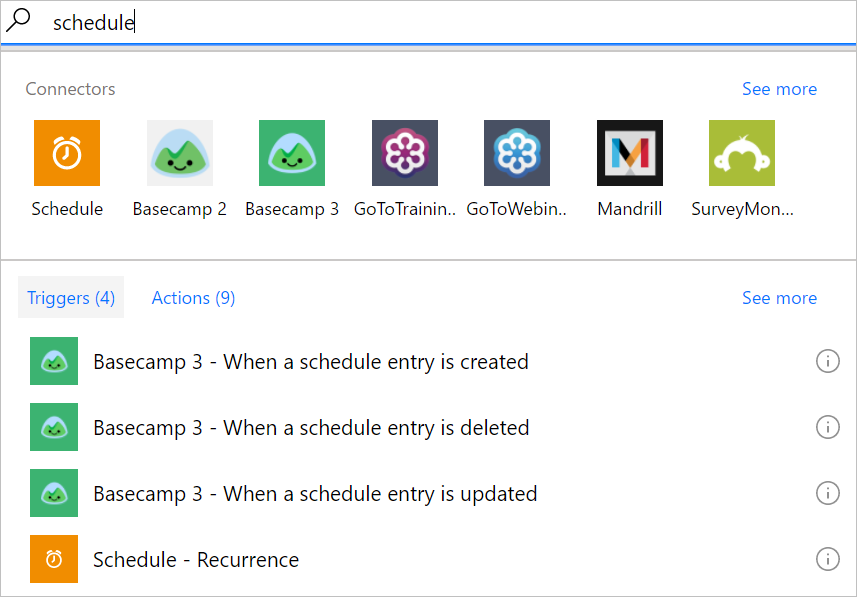 schedule
Connectors See more
Schedule Basecamp 2 Basecamp 3 GoToTrainin.. GoToWebin.. Mandrill SurveyMon...
Triggers (4) Actions (9) See more
Basecamp 3 - When a schedule entry is created
Basecamp 3 - When a schedule entry is deleted
Basecamp 3 - When a schedule entry is updated
Schedule - Recurrence